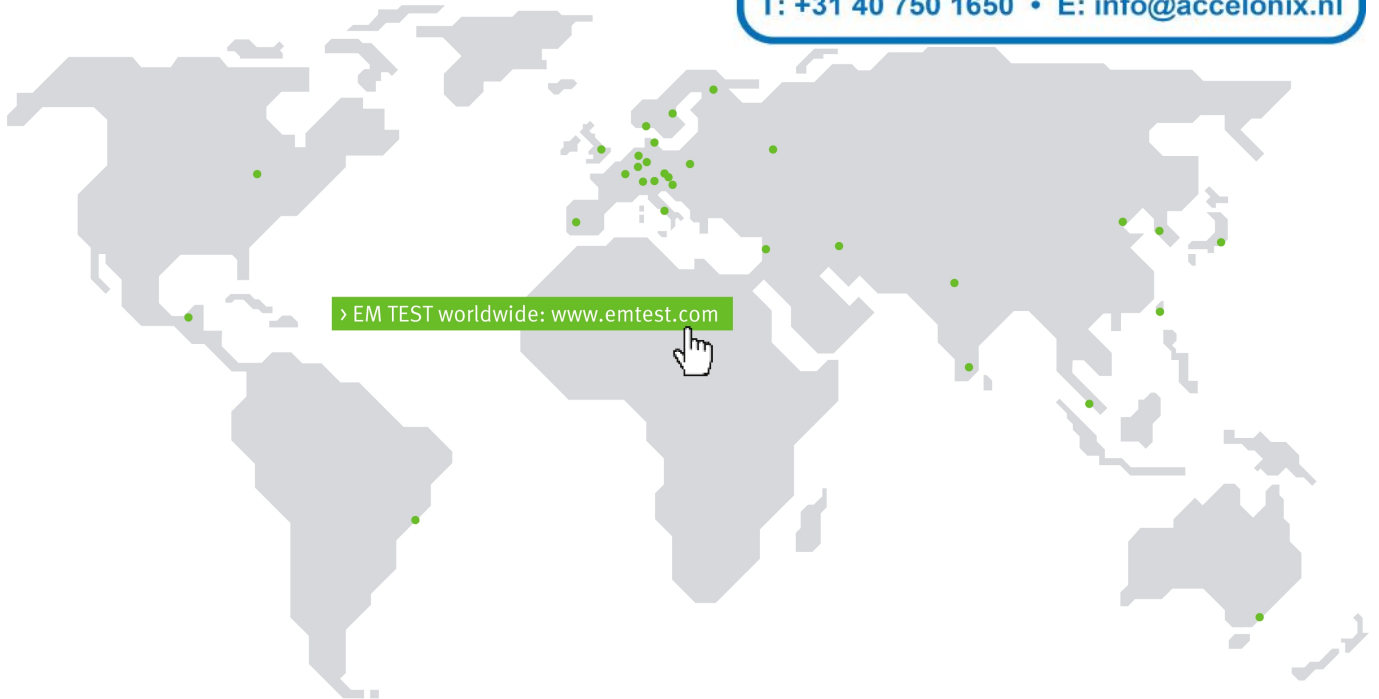 T: +31 40 750 1650 • E: info@accelonix.nl
> EM TEST worldwide: www.emtest.com